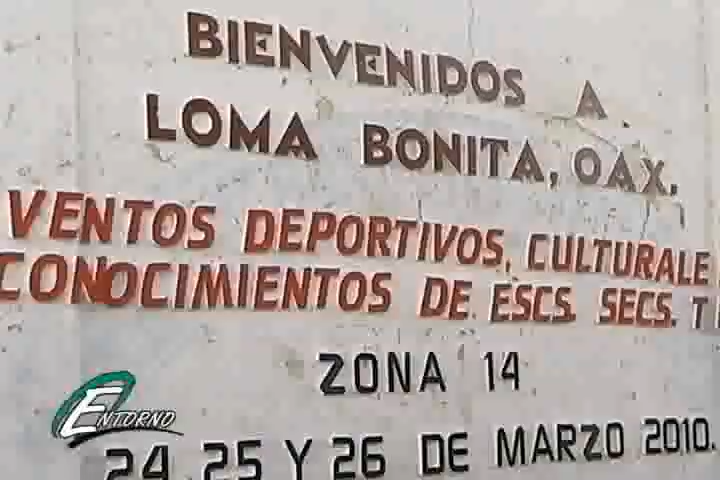 BIENVENIDOS A
LOMA BONITA, OAX.
VENTOS DEPORTIVOS, CULTURALE
CONOCIMIENTOS DE ESCS. SECS. T
ZONA 14
ENTORNO
24, 25 Y 26 DE MARZO 2010.